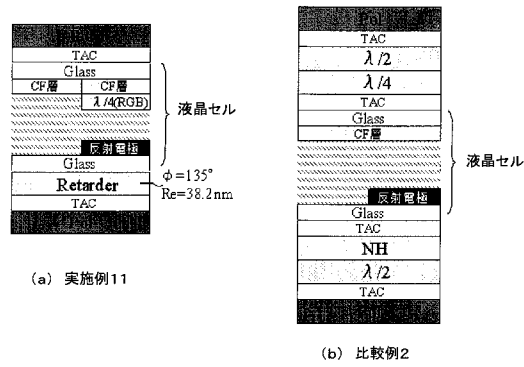 TAC
Glass
CF層 CF層
λ/4(RGB)
反射電極
Glass
Retarder
TAC
液晶セル
φ=135°
Re=38.2nm
(a) 実施例11
Pol
TAC
λ/2
λ/4
TAC
Glass
CF層
反射電極
Glass
TAC
NH
λ/2
TAC
液晶セル
(b) 比較例2